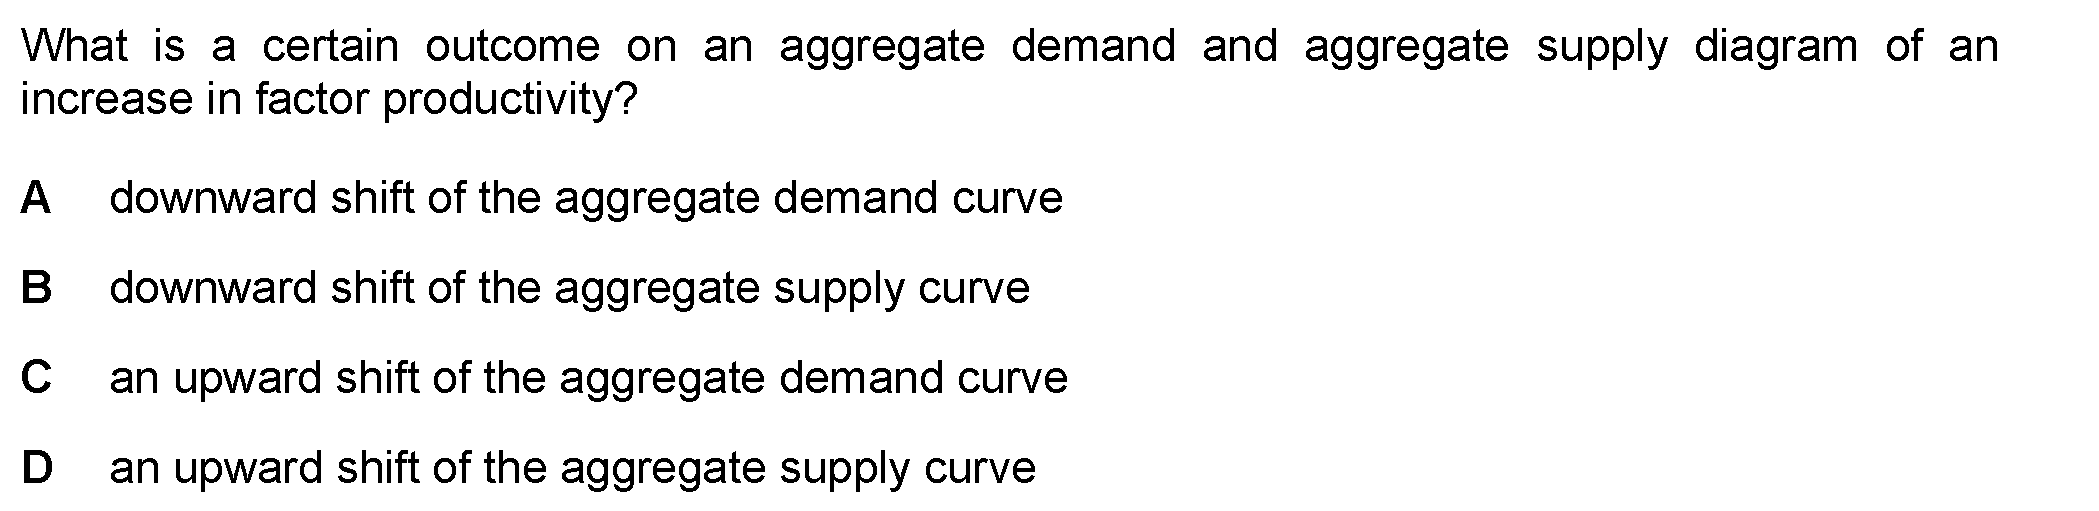 What is a certain outcome on an aggregate demand and aggregate supply diagram of an
increase in factor productivity?
A downward shift of the aggregate demand curve
B downward shift of the aggregate supply curve
C an upward shift of the aggregate demand curve
D an upward shift of the aggregate supply curve